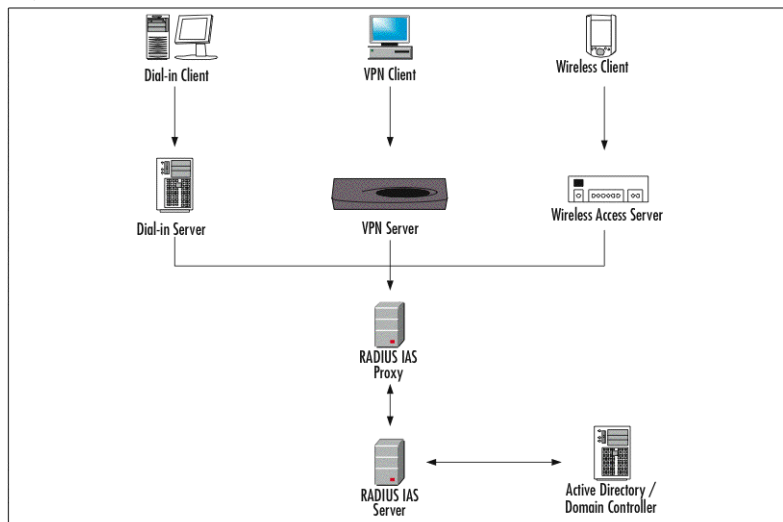 Dial-in Client
VPN Client
Wireless Client
Dial-in Server
VPN Server
Wireless Access Server
RADIUS IAS
Proxy
RADIUS IAS
Server
Active Directory /
Domain Controller